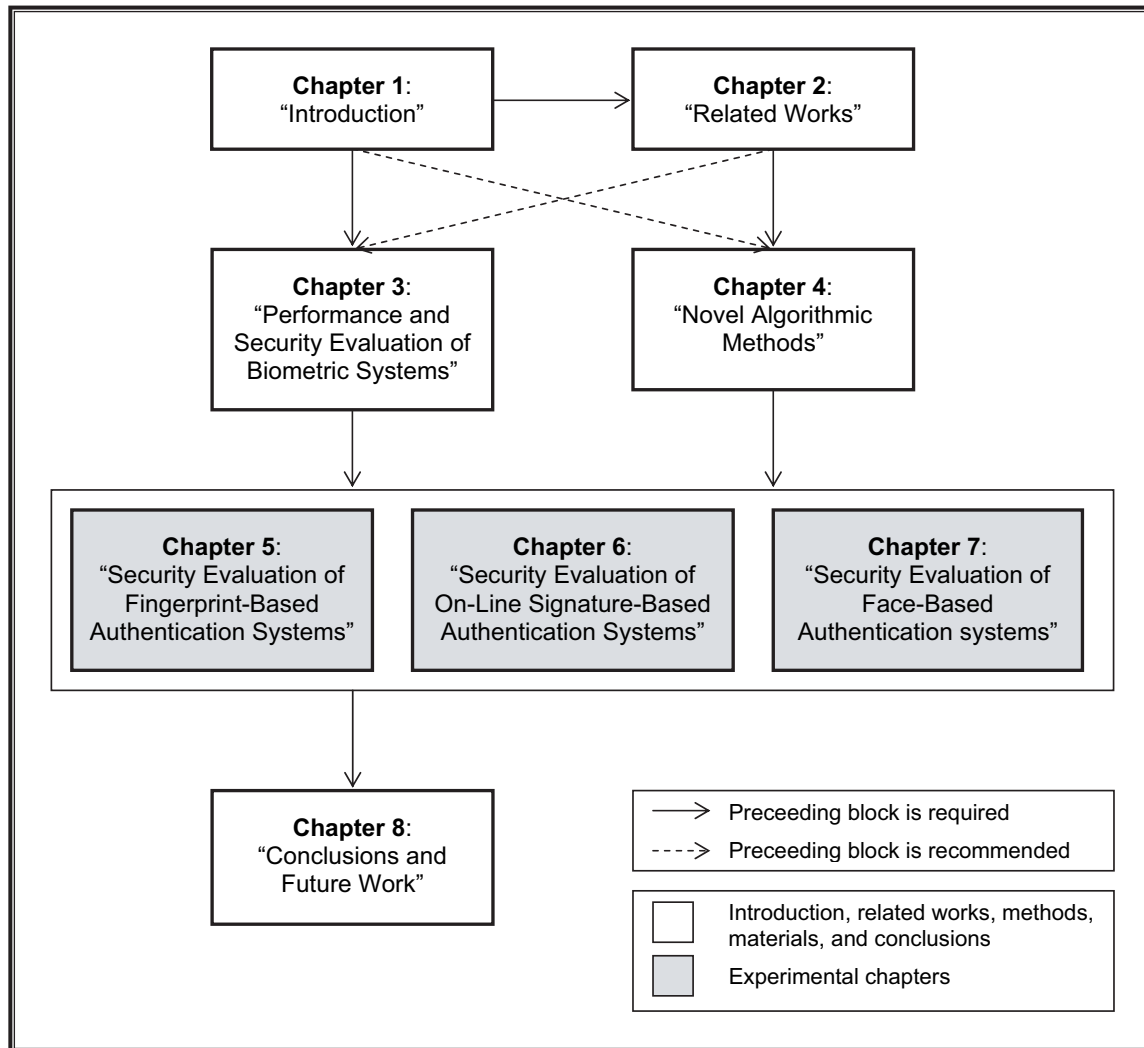 Chapter 1:
“Introduction”
Chapter 2:
“Related Works”
Chapter 3:
“Performance and
Security Evaluation of
Biometric Systems”
Chapter 4:
“Novel Algorithmic
Methods”
Chapter 5:
“Security Evaluation of
Fingerprint-Based
Authentication Systems”
Chapter 6:
“Security Evaluation of
On-Line Signature-Based
Authentication Systems”
Chapter 7:
“Security Evaluation of
Face-Based
Authentication systems”
Chapter 8:
“Conclusions and
Future Work”
Preceeding block is required
Preceeding block is recommended
Introduction, related works, methods,
materials, and conclusions
Experimental chapters